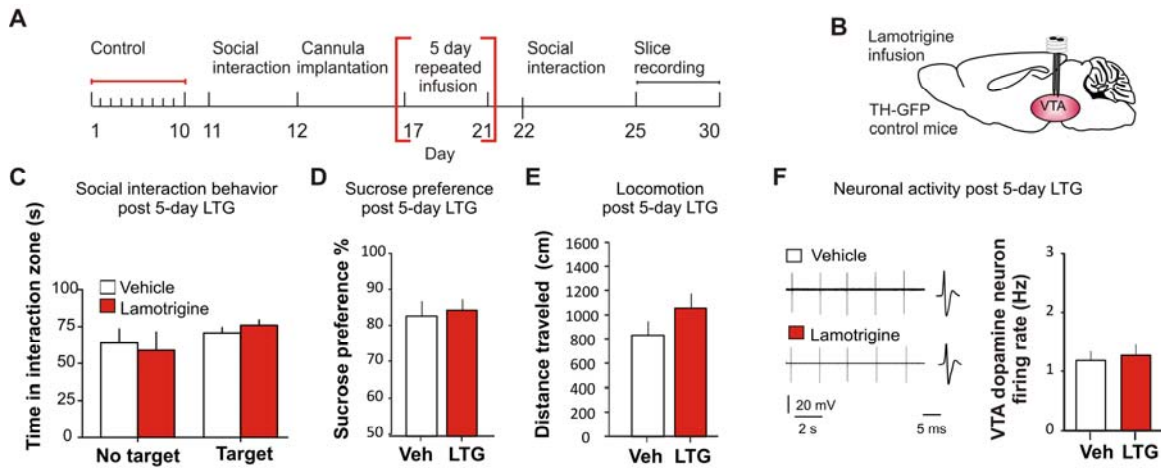 A
Control
Social
interaction
Cannula
implantation
5 day
repeated
infusion
Social
interaction
Slice
recording
1 10 11 12 17 21 22 25 30
Day
B
Lamotrigine
infusion
TH-GFP
control mice
VTA
C
Social interaction behavior
post 5-day LTG
Time in interaction zone (s)
100
75
50
25
0
Vehicle
Lamotrigine
No target
Target
D
Sucrose preference
post 5-day LTG
Sucrose preference %
100
90
80
70
60
50
Veh LTG
E
Locomotion
post 5-day LTG
Distance traveled (cm)
1600
1400
1200
1000
800
600
400
200
0
Veh LTG
F
Neuronal activity post 5-day LTG
Vehicle
Lamotrigine
20 mV
2 s
5 ms
VTA dopamine neuron
firing rate (Hz)
3
2
1
0
Veh LTG